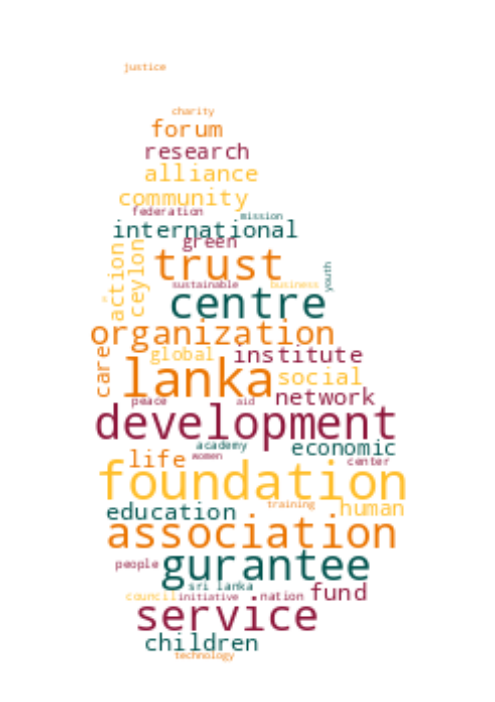 justice
charity
forum
research
alliance
community
federation
mission
international
green
action
ceylon
trust
sustainable
business
youth
centre
organization
global
institute
care
lanka
social
network
peace
aid
development
academy
economic
life
women
center
foundation
training
education
human
association
people
gurantee
sri lanka
fund
council
initiative
nation
service
children
technology